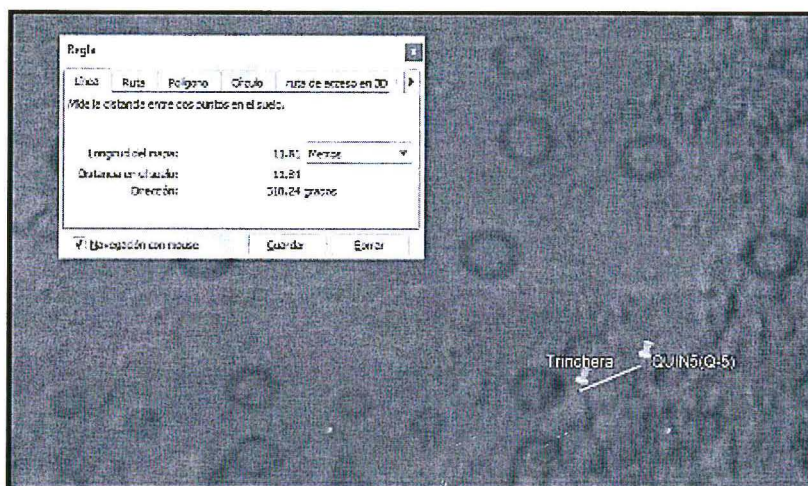 Regla
Línea Ruta Polígono Círculo ruta de acceso en 3D
Mide la distancia entre dos puntos en el suelo.
Longitud del mapa: 11.81 Metros
Distancia en el suelo: 11.81
Dirección: grados
Navegación con mouse Guardar Borrar
Trinchera QUIN5(Q-5)